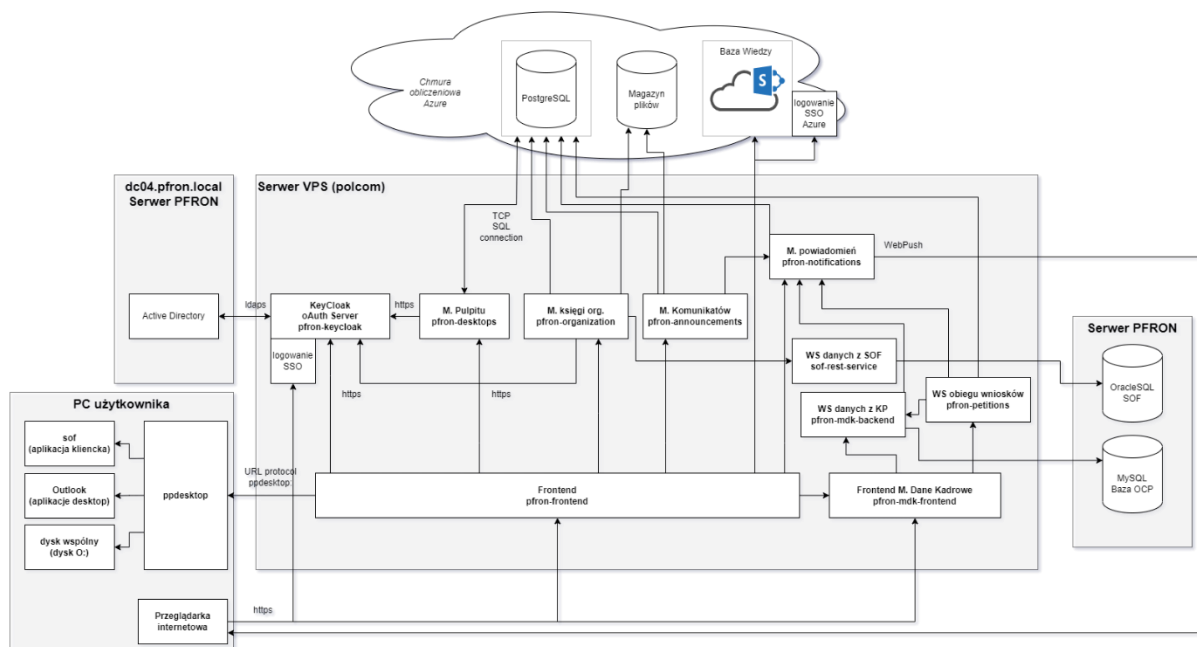 Chmura
obliczeniowa
Azure
PostgreSQL
Magazyn
plików
Baza Wiedzy
S
logowanie
SSO
Azure
dc04.pfron.local
Serwer PFRON
Active Directory
ldaps
Serwer VPS (polcom)
TCP
SQL
connection
KeyCloak
oAuth Server
pfron-keycloak
logowanie
SSO
https
M. Pulpitu
pfron-desktops
M. księgi org.
pfron-organization
M. Komunikatów
pfron-announcements
M. powiadomień
pfron-notifications
WebPush
https
https
WS danych z SOF
sof-rest-service
WS danych z KP
pfron-mdk-backend
WS obiegu wniosków
pfron-petitions
Serwer PFRON
OracleSQL
SOF
MySQL
Baza OCP
PC użytkownika
sof
(aplikacja kliencka)
Outlook
(aplikacje desktop)
dysk wspólny
(dysk O:)
ppdesktop
URL protocol
ppdesktop:
Frontend
pfron-frontend
Frontend M. Dane Kadrowe
pfron-mdk-frontend
Przeglądarka
internetowa
https